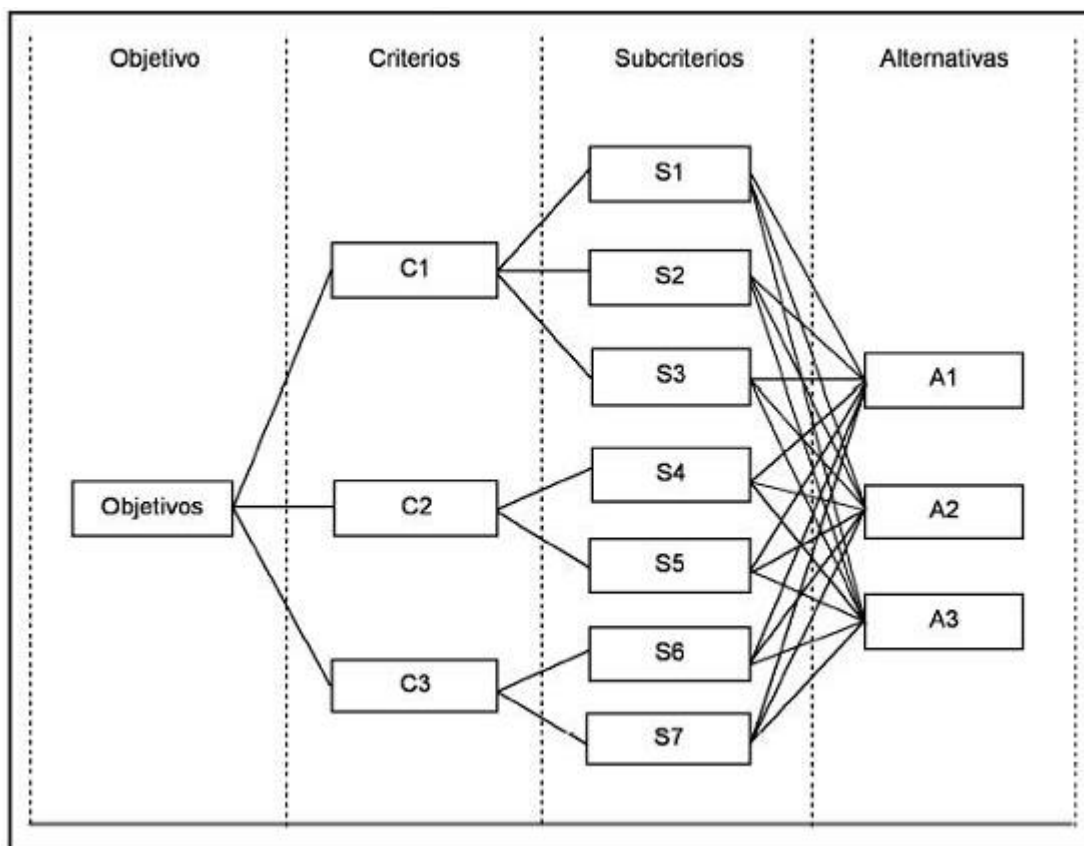 Objetivo
Criterios
Subcriterios
Alternativas
S1
C1
S2
S3
A1
S4
Objetivos
C2
A2
S5
A3
S6
C3
S7